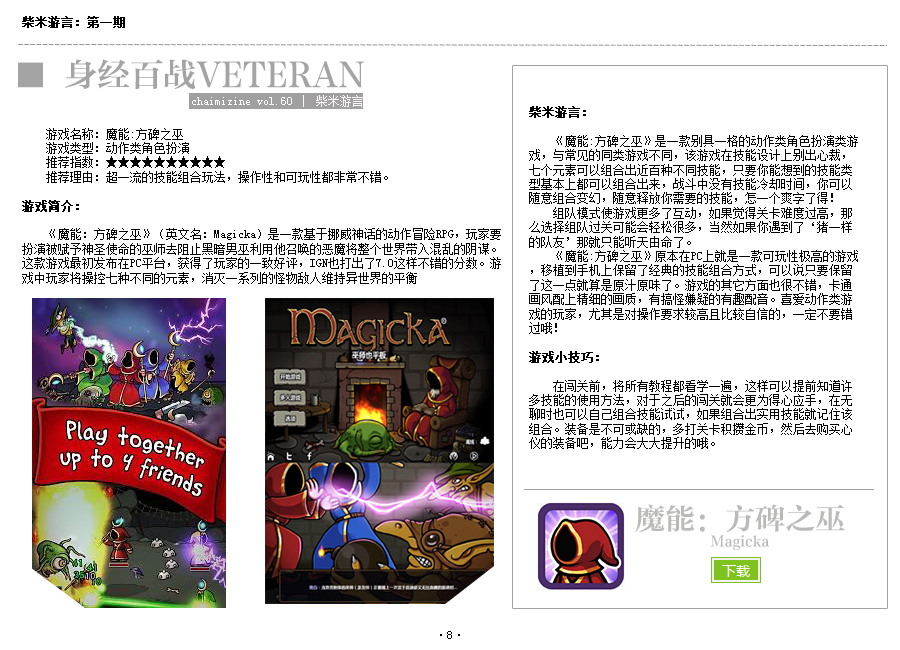 柴米游言：第一期
身经百战VETERAN
chaimizine vol.60 | 柴米游言
游戏名称：魔能:方碑之巫
游戏类型：动作类角色扮演
推荐指数：★★★★★★★★★★
推荐理由：超一流的技能组合玩法，操作性和可玩性都非常不错。
游戏简介：
《魔能：方碑之巫》（英文名：Magicka）是一款基于挪威神话的动作冒险RPG，玩家要
扮演被赋予神圣使命的巫师去阻止黑暗男巫利用他召唤的恶魔将整个世界带入混乱的阴谋。
这款游戏最初发布在PC平台，获得了玩家的一致好评，IGN也打出了7.0这样不错的分数。游
戏中玩家将操控七种不同的元素，消灭一系列的怪物敌人维持异世界的平衡
Play together
up to 4 friends
MAGICKA
巫师也平板
开始游戏
多人游戏
选项
柴米游言：
《魔能:方碑之巫》是一款别具一格的动作类角色扮演类游
戏，与常见的同类游戏不同，该游戏在技能设计上别出心裁，
七个元素可以组合出近百种不同技能，只要你能想到的技能类
型基本上都可以组合出来，战斗中没有技能冷却时间，你可以
随意组合变幻，随意释放你需要的技能，怎一个爽字了得！
组队模式使游戏更多了互动，如果觉得关卡难度过高，那
么选择组队过关可能会轻松很多，当然如果你遇到了‘猪一样
的队友’那就只能听天由命了。
《魔能:方碑之巫》原本在PC上就是一款可玩性极高的游戏
，移植到手机上保留了经典的技能组合方式，可以说只要保留
了这一点就算是原汁原味了。游戏的其它方面也很不错，卡通
画风配上精细的画质，有搞怪嫌疑的有趣配音。喜爱动作类游
戏的玩家，尤其是对操作要求较高且比较自信的，一定不要错
过哦！
游戏小技巧：
在闯关前，将所有教程都看学一遍，这样可以提前知道许
多技能的使用方法，对于之后的闯关就会更为得心应手，在无
聊时也可以自己组合技能试试，如果组合出实用技能就记住该
组合。装备是不可或缺的，多打关卡积攒金币，然后去购买心
仪的装备吧，能力会大大提升的哦。
魔能：方碑之巫
Magicka
下载
·8·